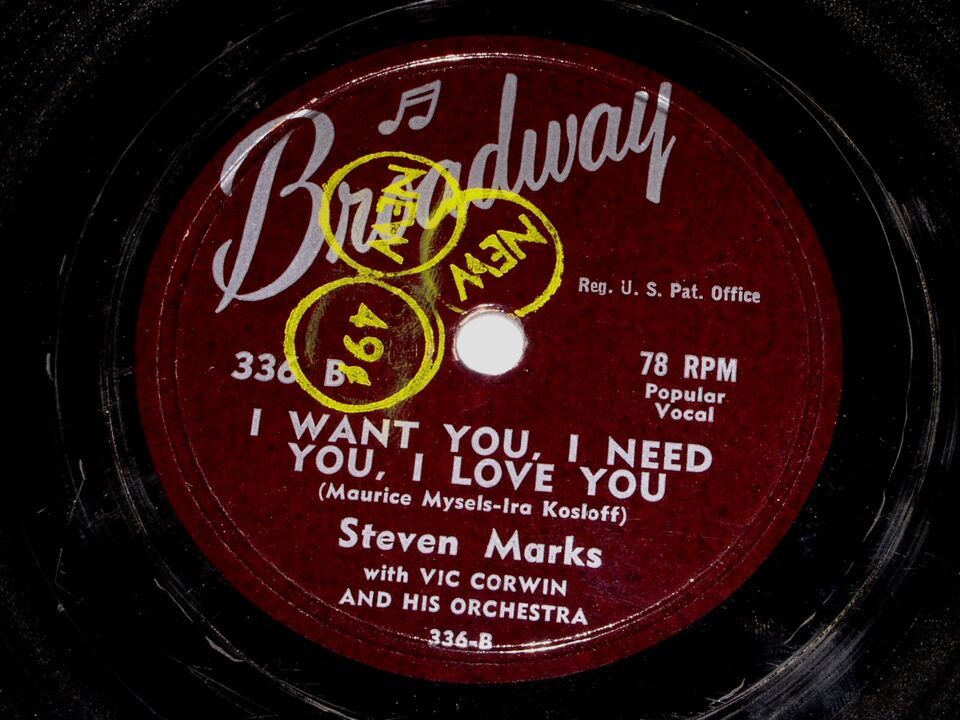 Broadway
NEW
NEW
49¢
Reg. U. S. Pat. Office
336 B
78 RPM
Popular
Vocal
I WANT YOU, I NEED
YOU, I LOVE YOU
(Maurice Mysels-Ira Kosloff)
Steven Marks
with VIC CORWIN
AND HIS ORCHESTRA
336-B